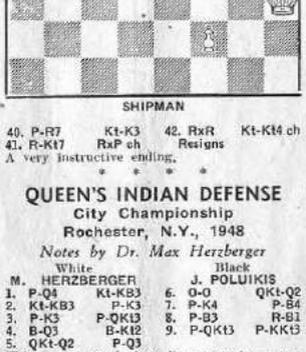 SHIPMAN
40. P-R7 Kt-K3 42. RxR Kt-Kt4 ch
41. R-Kt7 RxP ch Resigns
A very instructive ending.
* * * *
QUEEN'S INDIAN DEFENSE
City Championship
Rochester, N.Y., 1948
Notes by Dr. Max Herzberger
White Black
M. HERZBERGER J. POLUIKIS
1. P-Q4 Kt-KB3 6. O-O QKt-Q2
2. Kt-KB3 P-K3 7. P-K4 P-B4
3. P-K3 P-QKt3 8. P-B3 R-B1
4. B-Q3 B-Kt2 9. P-QKt3 P-KKt3
5. QKt-Q2 P-Q3